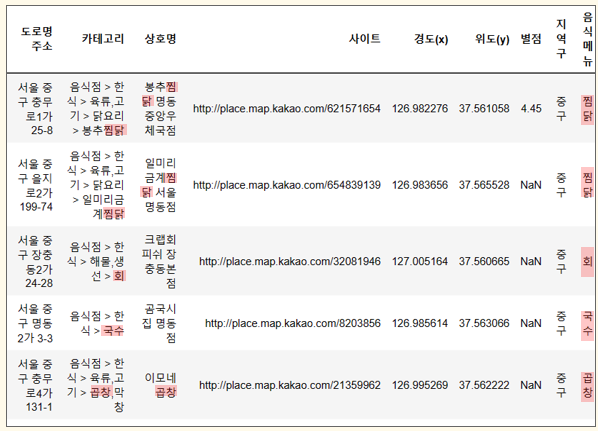 도로명주소 카테고리 상호명 사이트 경도(x) 위도(y) 별점 지역구 음식메뉴
서울 중구 충무로1가 25-8 음식점 > 한식 > 육류,고기 > 닭요리 > 봉추찜닭 봉추찜닭 명동중앙우체국점 http://place.map.kakao.com/621571654 126.982276 37.561058 4.45 중구 찜닭
서울 중구 을지로2가 199-74 음식점 > 한식 > 육류,고기 > 닭요리 > 일미리금계찜닭 일미리금계찜닭 서울명동점 http://place.map.kakao.com/654839139 126.983656 37.565528 NaN 중구 찜닭
서울 중구 장충동2가 24-28 음식점 > 한식 > 해물,생선 > 회 크랩회피쉬 장충동본점 http://place.map.kakao.com/32081946 127.005164 37.560665 NaN 중구 회
서울 중구 명동2가 3-3 음식점 > 한식 > 국수 곰국시집 명동점 http://place.map.kakao.com/8203856 126.985614 37.563066 NaN 중구 국수
서울 중구 충무로4가 131-1 음식점 > 한식 > 육류,고기 > 곱창,막창 이모네곱창 http://place.map.kakao.com/21359962 126.995269 37.562222 NaN 중구 곱창